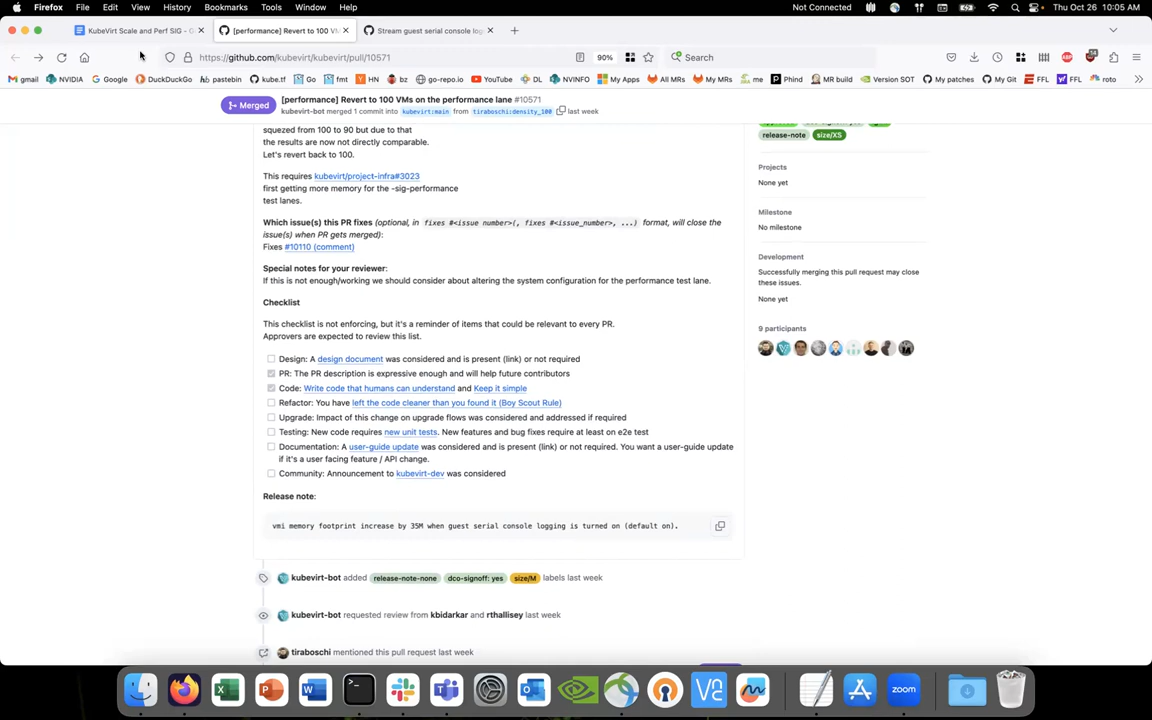 Firefox File Edit View History Bookmarks Tools Window Help Not Connected Thu Oct 26 10:05 AM
KubeVirt Scale and Perf SIG - G
[performance] Revert to 100 VM
Stream guest serial console log
https://github.com/kubevirt/kubevirt/pull/10571 90% Search
gmail NVIDIA Google DuckDuckGo pastebin kube.tf Go fmt HN bz go-repo.io YouTube DL NVINFO My Apps All MRs My MRs me Phind MR build Version SOT My patches My Git FFL FFL roto
Merged
[performance] Revert to 100 VMs on the performance lane #10571
kubevirt-bot merged 1 commit into kubevirt:main from tiraboschi:density_100 last week
squezed from 100 to 90 but due to that
the results are now not directly comparable.
Let's revert back to 100.
This requires kubevirt/project-infra#3023
first getting more memory for the -sig-performance
test lanes.
Which issue(s) this PR fixes (optional, in fixes #<issue number>(, fixes #<issue_number>, ...) format, will close the
issue(s) when PR gets merged):
Fixes #10110 (comment)
Special notes for your reviewer:
If this is not enough/working we should consider about altering the system configuration for the performance test lane.
Checklist
This checklist is not enforcing, but it's a reminder of items that could be relevant to every PR.
Approvers are expected to review this list.
Design: A design document was considered and is present (link) or not required
PR: The PR description is expressive enough and will help future contributors
Code: Write code that humans can understand and Keep it simple
Refactor: You have left the code cleaner than you found it (Boy Scout Rule)
Upgrade: Impact of this change on upgrade flows was considered and addressed if required
Testing: New code requires new unit tests. New features and bug fixes require at least on e2e test
Documentation: A user-guide update was considered and is present (link) or not required. You want a user-guide update
if it's a user facing feature / API change.
Community: Announcement to kubevirt-dev was considered
Release note:
vmi memory footprint increase by 35M when guest serial console logging is turned on (default on).
kubevirt-bot added release-note-none dco-signoff: yes size/M labels last week
kubevirt-bot requested review from kbidarkar and rthallisey last week
tiraboschi mentioned this pull request last week
release-note size/XS
Projects
None yet
Milestone
No milestone
Development
Successfully merging this pull request may close
these issues.
None yet
9 participants
zoom